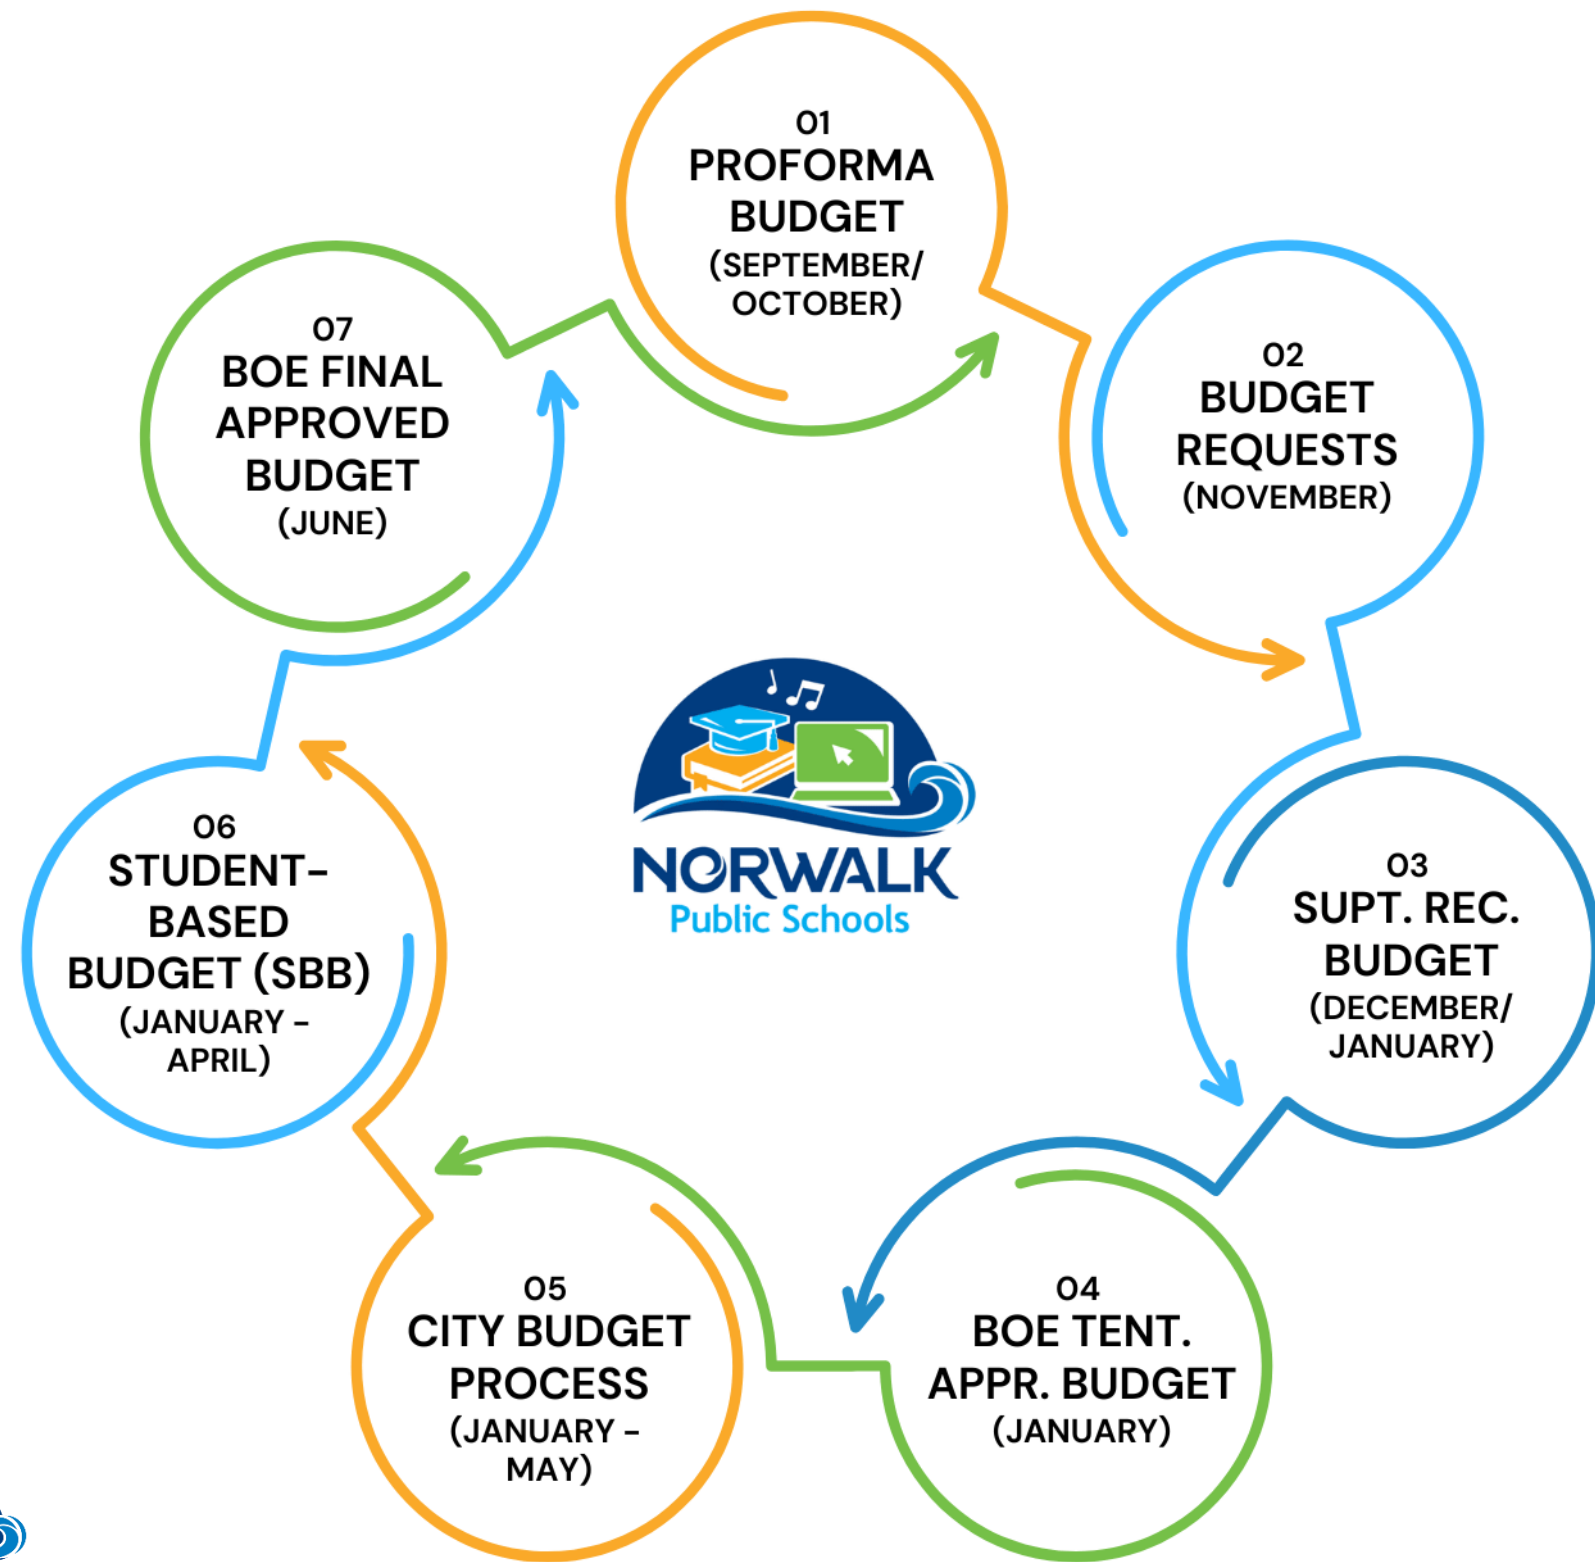 01
PROFORMA
BUDGET
(SEPTEMBER/
OCTOBER)
02
BUDGET
REQUESTS
(NOVEMBER)
03
SUPT. REC.
BUDGET
(DECEMBER/
JANUARY)
04
BOE TENT.
APPR. BUDGET
(JANUARY)
05
CITY BUDGET
PROCESS
(JANUARY -
MAY)
06
STUDENT-
BASED
BUDGET (SBB)
(JANUARY -
APRIL)
07
BOE FINAL
APPROVED
BUDGET
(JUNE)
NORWALK
Public Schools